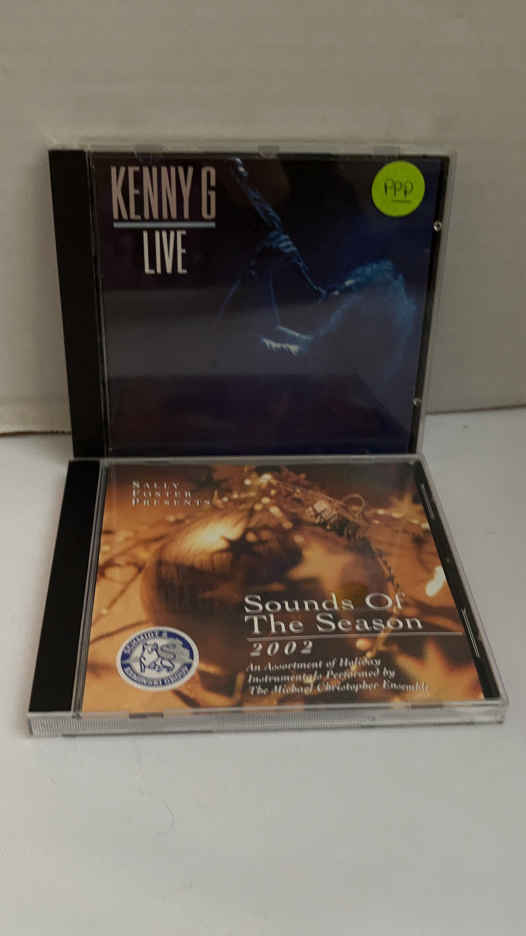 KENNY G
LIVE
PPP
SALLY
FOSTER
PRESENTS
Sounds Of
The Season
2002
An Assortment of Holiday
Instrumentals Performed by
The Michael Christopher Ensemble
SCHMIDT &